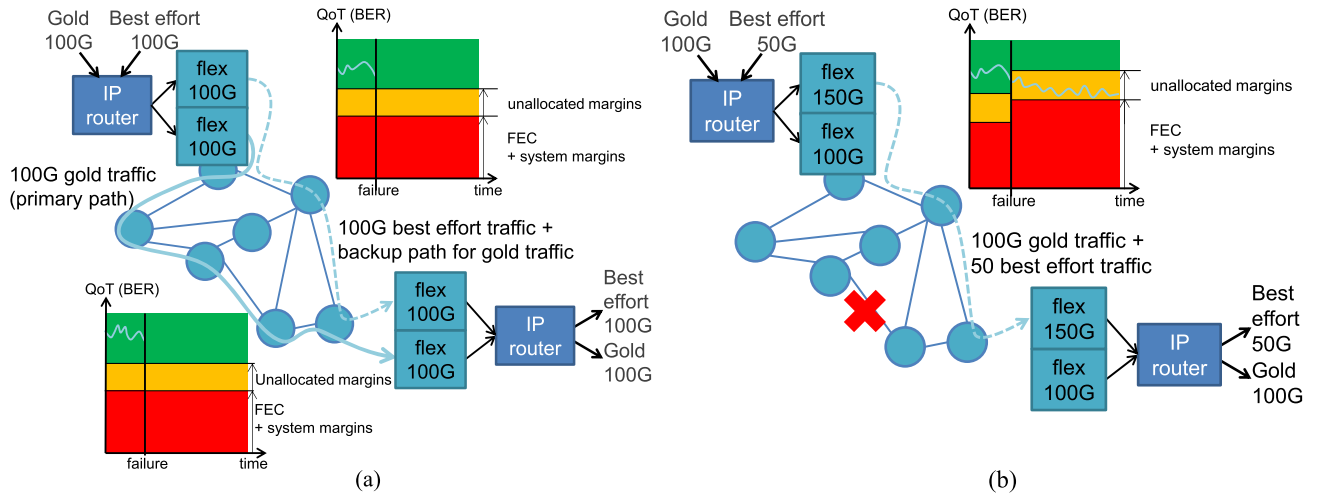 Gold
100G
Best effort
100G
IP
router
flex
100G
flex
100G
QoT (BER)
unallocated margins
FEC
+ system margins
failure
time
100G gold traffic
(primary path)
100G best effort traffic +
backup path for gold traffic
QoT (BER)
Unallocated margins
FEC
+ system margins
failure
time
flex
100G
flex
100G
IP
router
Best
effort
100G
Gold
100G
(a)
Gold
100G
Best effort
50G
IP
router
flex
150G
flex
100G
QoT (BER)
unallocated margins
FEC
+ system margins
failure
time
100G gold traffic +
50 best effort traffic
flex
150G
flex
100G
IP
router
Best
effort
50G
Gold
100G
(b)